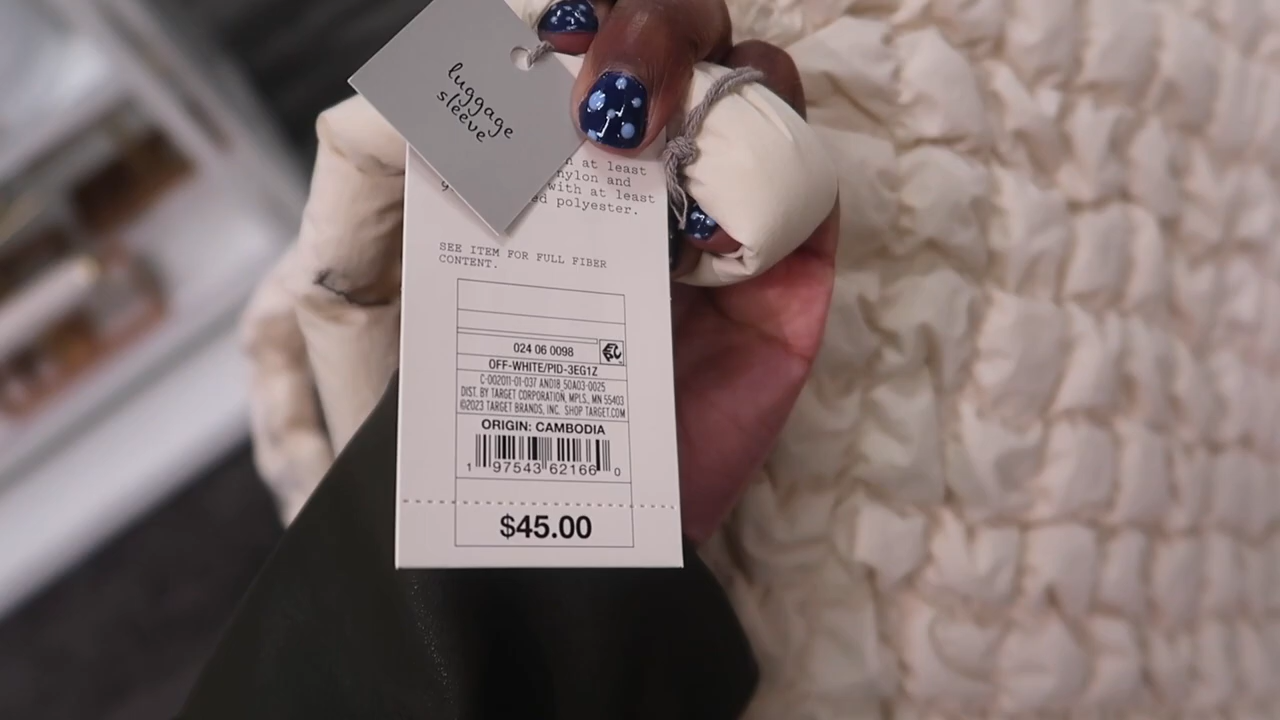 luggage
sleeve
at least
nylon and
with at least
polyester.
SEE ITEM FOR FULL FIBER
CONTENT.
024 06 0098
OFF-WHITE/PID-3EG1Z
C-002011-01-037 AND18 50A03-0025
DIST. BY TARGET CORPORATION, MPLS, MN 55403
©2023 TARGET BRANDS, INC. SHOP TARGET.COM
ORIGIN: CAMBODIA
1 97543 62166 0
$45.00